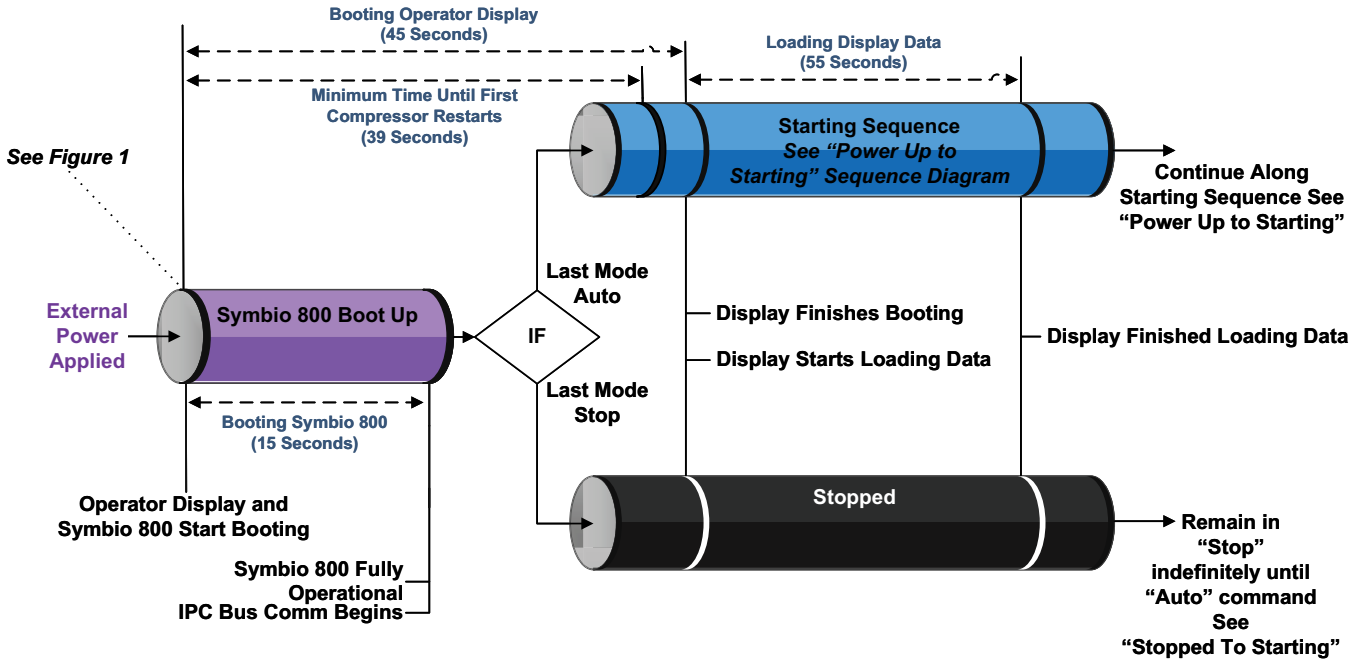 Booting Operator Display
(45 Seconds)
Loading Display Data
(55 Seconds)
Minimum Time Until First
Compressor Restarts
(39 Seconds)
See Figure 1
Starting Sequence
See “Power Up to
Starting” Sequence Diagram
Continue Along
Starting Sequence See
“Power Up to Starting”
External
Power
Applied
Symbio 800 Boot Up
IF
Last Mode
Auto
Last Mode
Stop
Display Finishes Booting
Display Starts Loading Data
Display Finished Loading Data
Booting Symbio 800
(15 Seconds)
Operator Display and
Symbio 800 Start Booting
Symbio 800 Fully
Operational
IPC Bus Comm Begins
Stopped
Remain in
“Stop”
indefinitely until
“Auto” command
See
“Stopped To Starting”